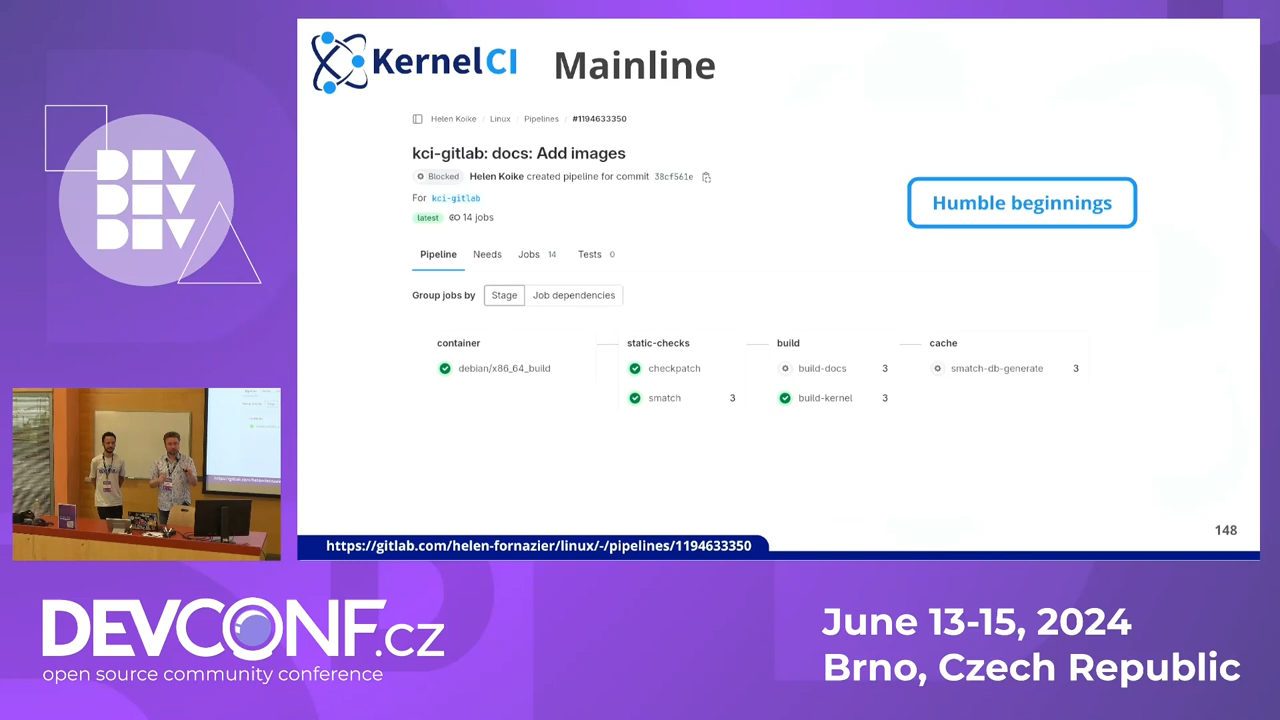 KernelCI Mainline
Helen Koike / Linux / Pipelines / #1194633350
kci-gitlab: docs: Add images
Blocked Helen Koike created pipeline for commit 38cf561e
For kci-gitlab
latest 14 jobs
Humble beginnings
Pipeline Needs Jobs 14 Tests 0
Group jobs by Stage Job dependencies
container static-checks build cache
debian/x86_64_build checkpatch build-docs 3 smatch-db-generate 3
smatch 3 build-kernel 3
148
https://gitlab.com/helen-fornazier/linux/-/pipelines/1194633350
DEV
DEV
DEV
DEVCONF.cz
open source community conference
June 13-15, 2024
Brno, Czech Republic